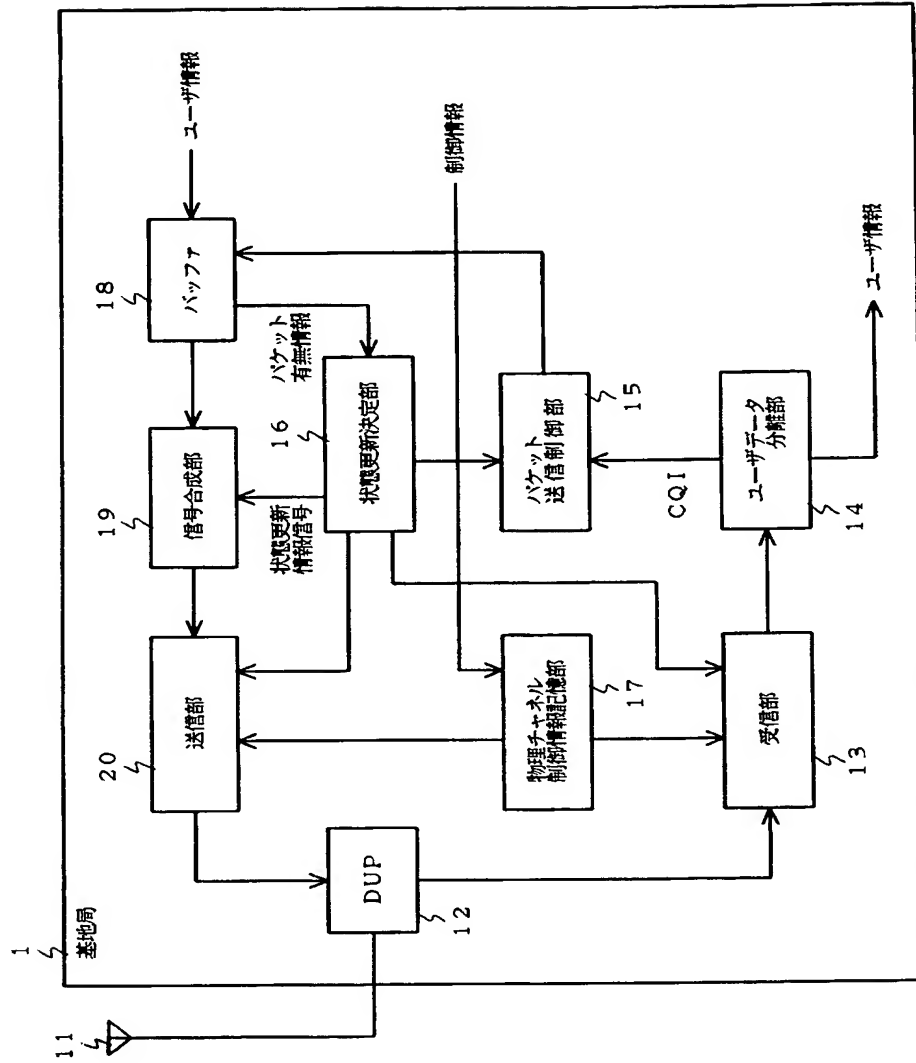 1
基地局
11
DUP
12
20
送信部
19
信号合成部
18
バッファ
ユーザ情報
状態更新
情報信号
パケット
有無情報
16
状態更新決定部
制御情報
物理チャネル
制御情報記憶部
17
パケット
送信制御部
15
CQI
受信部
13
ユーザデータ
分離部
14
ユーザ情報